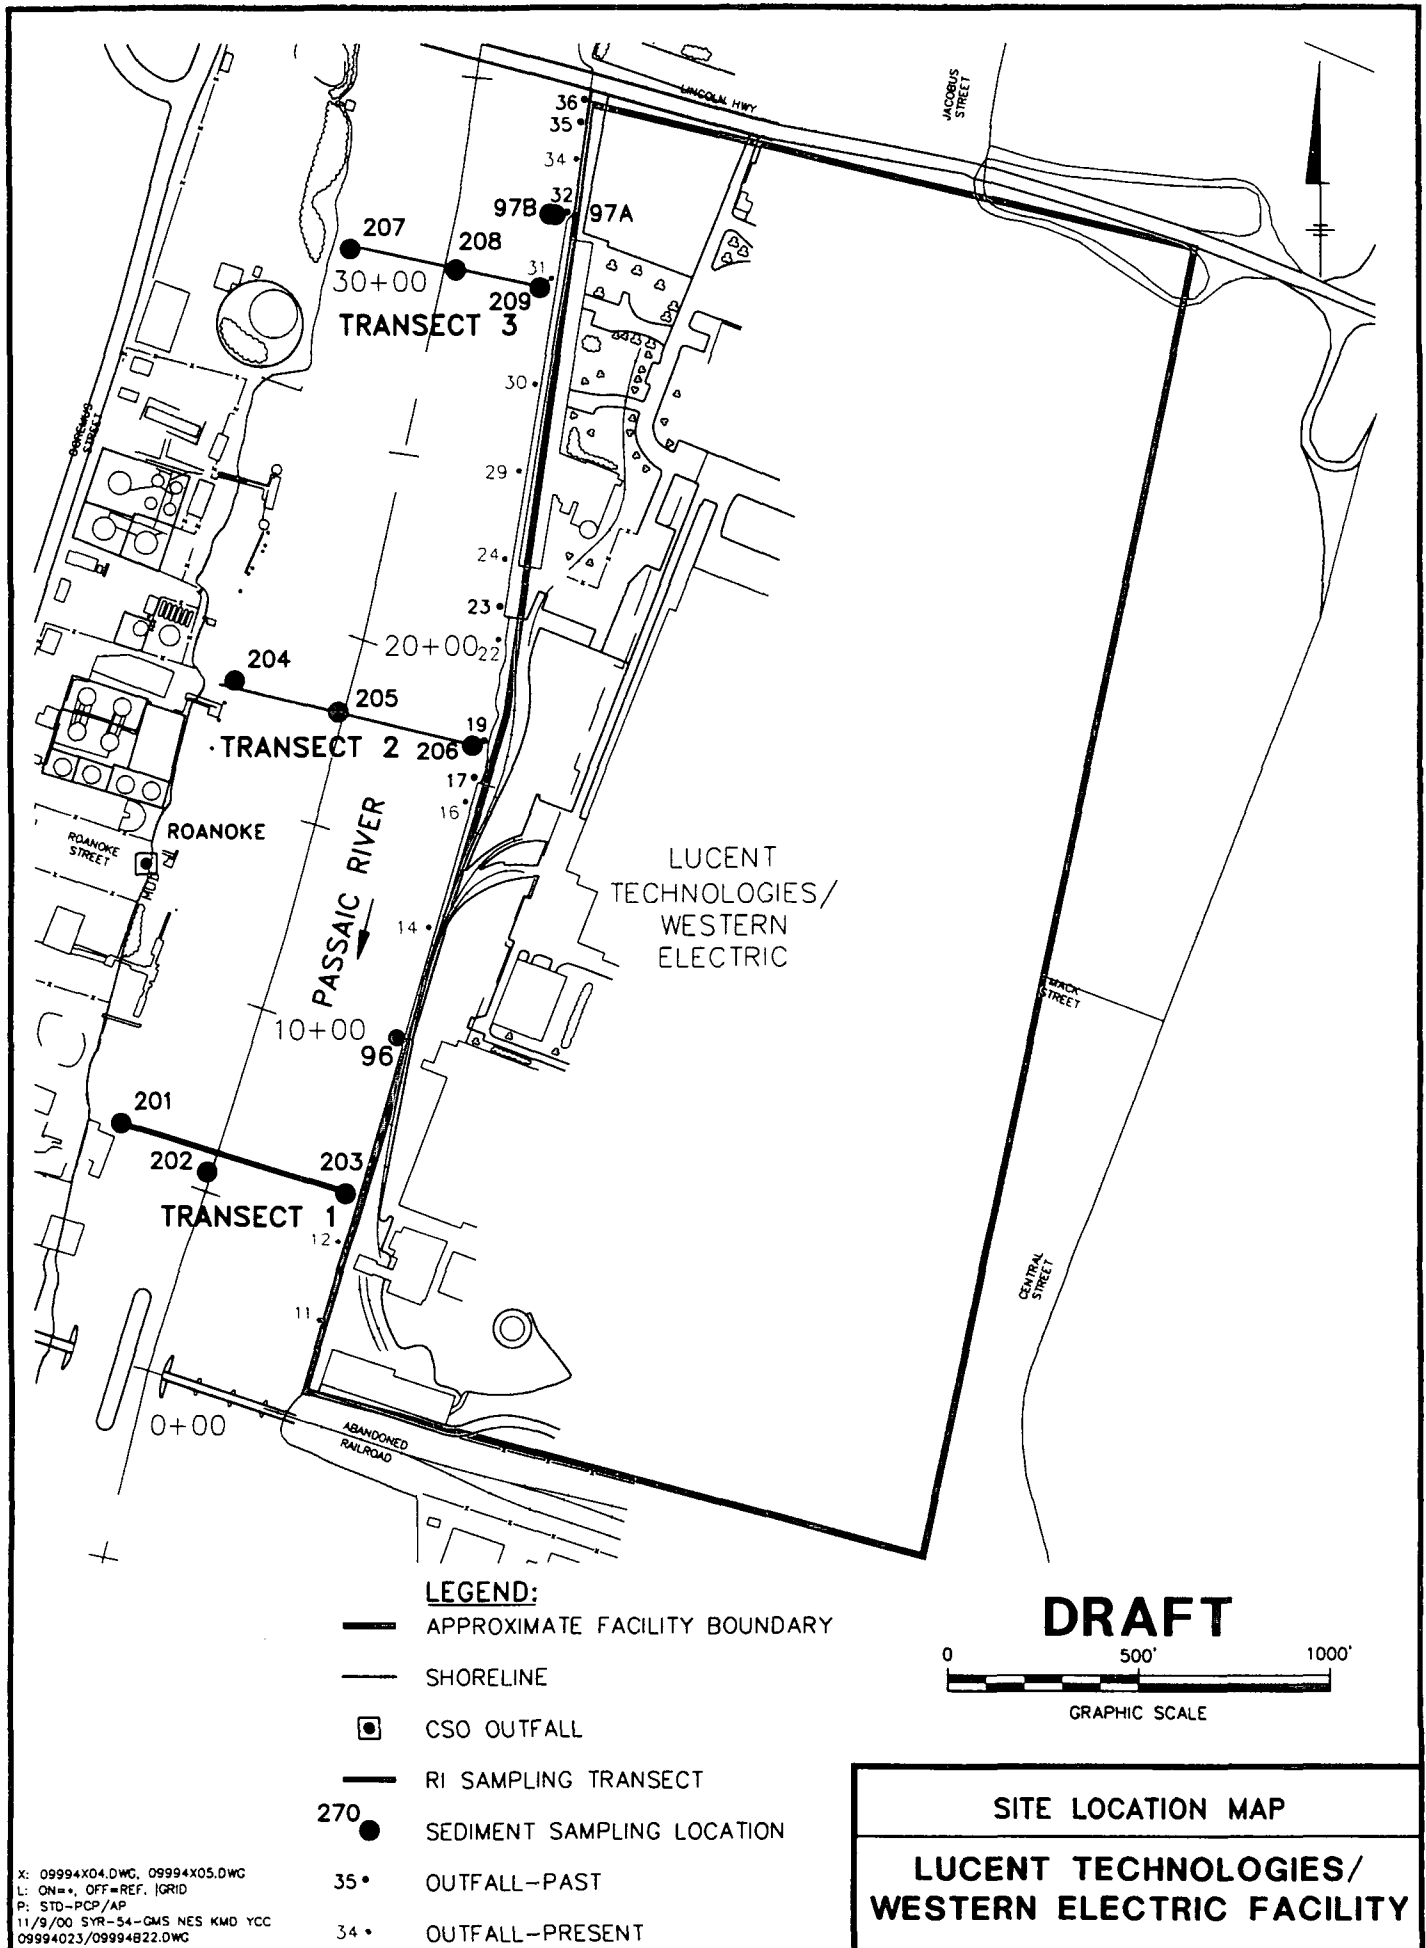 LINCOLN HWY
JACOBUS
STREET
36
35
34
32
97B
97A
207
208
31
30+00
209
TRANSECT 3
30
DOREMUS
STREET
29
24
23
20+00
22
204
205
19
TRANSECT 2
206
17
16
ROANOKE
ROANOKE
STREET
PASSAIC RIVER
LUCENT
TECHNOLOGIES/
WESTERN
ELECTRIC
14
MACK
STREET
10+00
96
201
202
203
TRANSECT 1
12
CENTRAL
STREET
11
0+00
ABANDONED
RAILROAD
LEGEND:
APPROXIMATE FACILITY BOUNDARY
SHORELINE
CSO OUTFALL
RI SAMPLING TRANSECT
270
SEDIMENT SAMPLING LOCATION
35
OUTFALL-PAST
34
OUTFALL-PRESENT
DRAFT
0 500' 1000'
GRAPHIC SCALE
SITE LOCATION MAP
LUCENT TECHNOLOGIES/
WESTERN ELECTRIC FACILITY
X: 09994X04.DWG, 09994X05.DWG
L: ON=*, OFF=REF, |GRID
P: STD-PCP/AP
11/9/00 SYR-54-GMS NES KMD YCC
09994023/09994B22.DWG